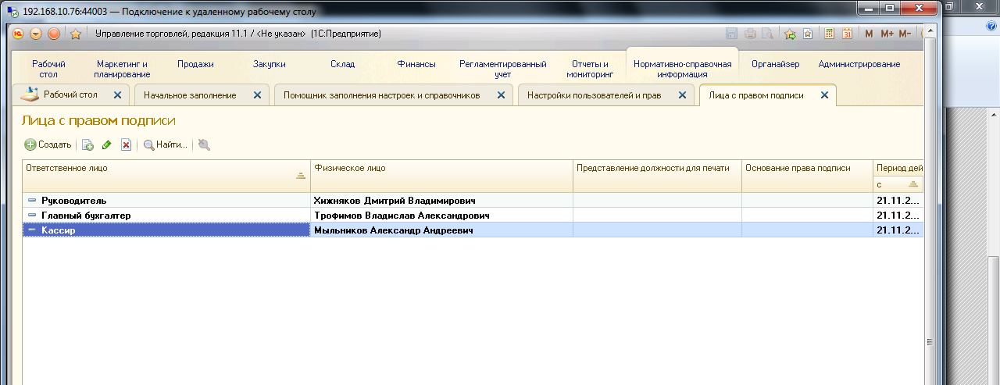 192.168.10.76:44003 — Подключение к удаленному рабочему столу
Управление торговлей, редакция 11.1 / <Не указан> (1С:Предприятие)
M M+ M-
Рабочий стол
Маркетинг и планирование
Продажи
Закупки
Склад
Финансы
Регламентированный учет
Отчеты и мониторинг
Нормативно-справочная информация
Органайзер
Администрирование
Рабочий стол
Начальное заполнение
Помощник заполнения настроек и справочников
Настройки пользователей и прав
Лица с правом подписи
Лица с правом подписи
Создать
Найти...
Ответственное лицо
Физическое лицо
Представление должности для печати
Основание права подписи
Период дей
с
Руководитель Хижняков Дмитрий Владимирович 21.11.2...
Главный бухгалтер Трофимов Владислав Александрович 21.11.2...
Кассир Мыльников Александр Андреевич 21.11.2...